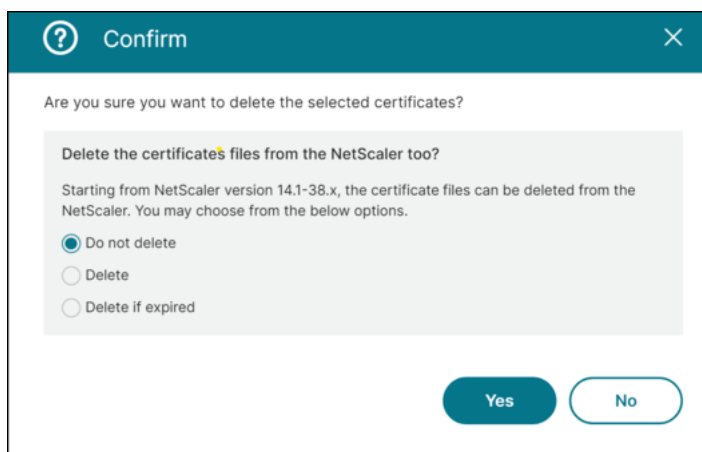 Confirm
Are you sure you want to delete the selected certificates?
Delete the certificates files from the NetScaler too?
Starting from NetScaler version 14.1-38.x, the certificate files can be deleted from the
NetScaler. You may choose from the below options.
Do not delete
Delete
Delete if expired
Yes
No